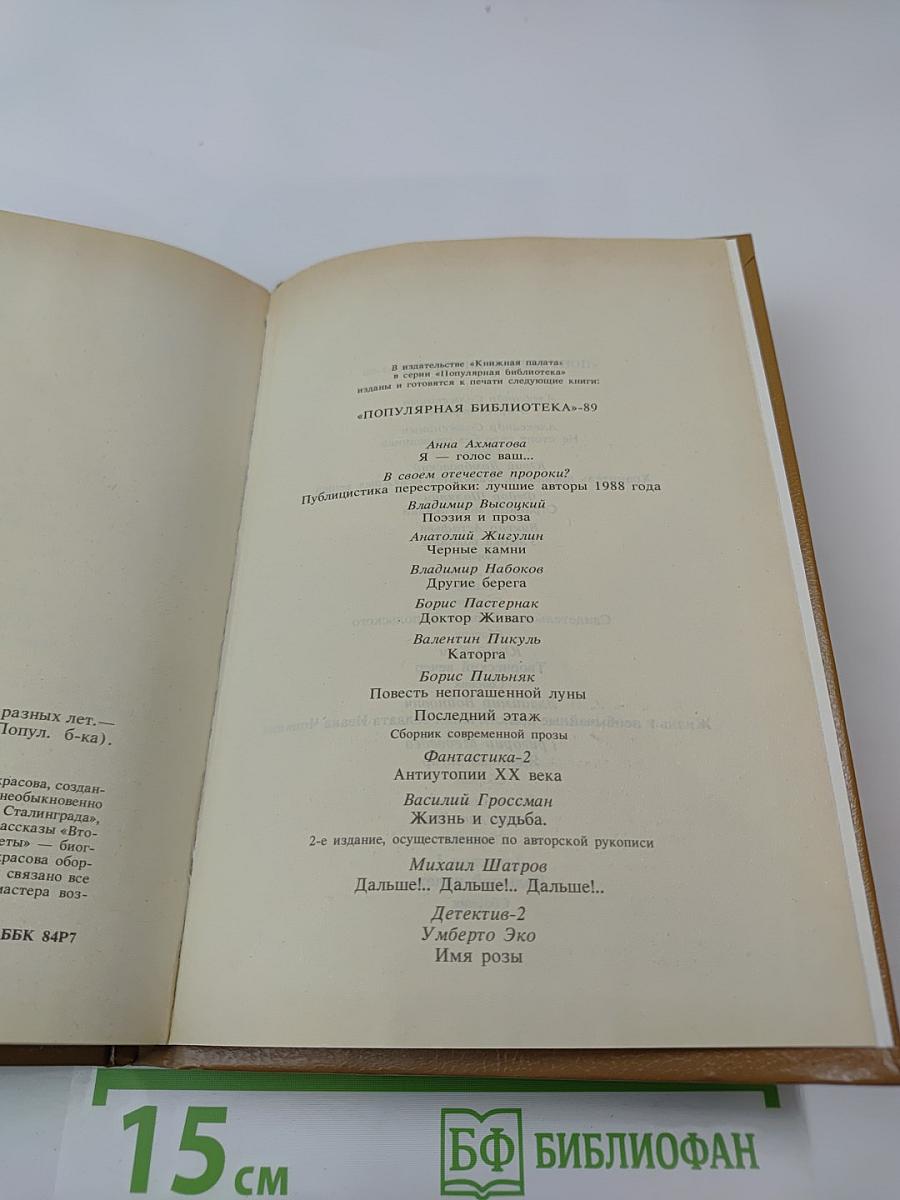 разных лет.—
Попул. б-ка).
красова, создан-
необыкновенно
Сталинграда»,
рассказы «Вто-
еты» — биог-
красова обор-
связано все
мастера воз-
ББК 84Р7
В издательстве «Книжная палата«
в серии «Популярная библиотека»
изданы и готовятся к печати следующие книги:
«ПОПУЛЯРНАЯ БИБЛИОТЕКА»-89
Анна Ахматова
Я — голос ваш...
В своем отечестве пророки?
Публицистика перестройки: лучшие авторы 1988 года
Владимир Высоцкий
Поэзия и проза
Анатолий Жигулин
Черные камни
Владимир Набоков
Другие берега
Борис Пастернак
Доктор Живаго
Валентин Пикуль
Каторга
Борис Пильняк
Повесть непогашенной луны
Последний этаж
Сборник современной прозы
Фантастика-2
Антиутопии XX века
Василий Гроссман
Жизнь и судьба.
2-е издание, осуществленное по авторской рукописи
Михаил Шатров
Дальше!.. Дальше!.. Дальше!..
Детектив-2
Умберто Эко
Имя розы
15 см
БФ БИБЛИОФАН